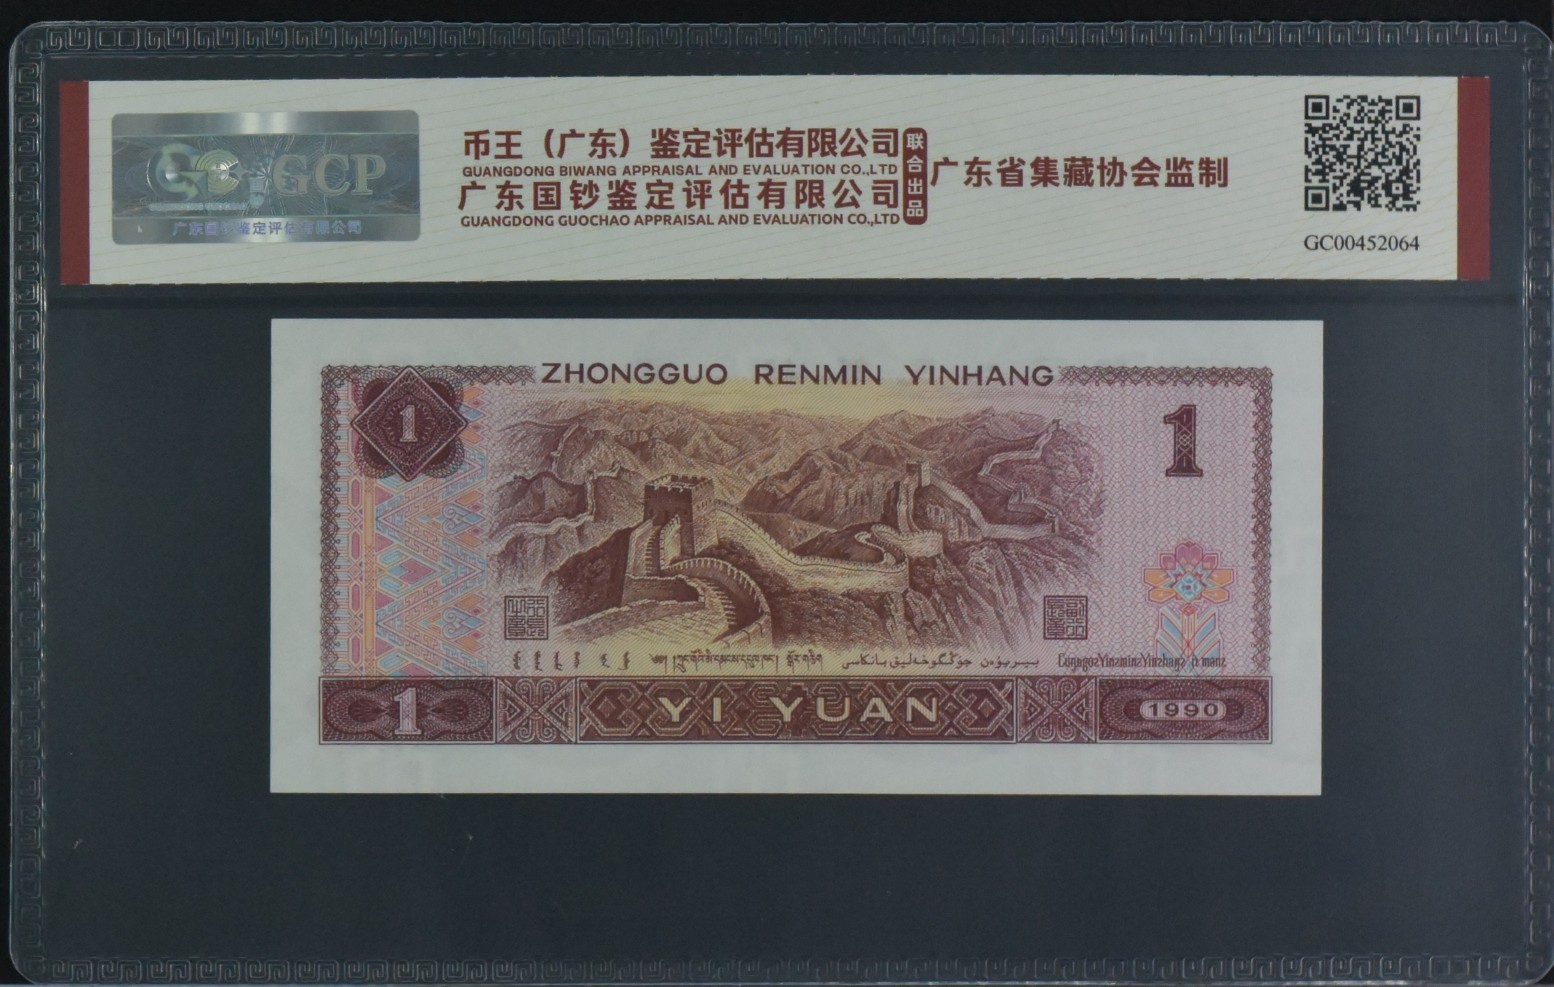 GCP
广东国钞鉴定评估有限公司
币王（广东）鉴定评估有限公司
GUANGDONG BIWANG APPRAISAL AND EVALUATION CO.,LTD
广东国钞鉴定评估有限公司
GUANGDONG GUOCHAO APPRAISAL AND EVALUATION CO.,LTD
联合出品
广东省集藏协会监制
GC00452064
ZHONGGUO RENMIN YINHANG
1
1
1
YI YUAN
1990